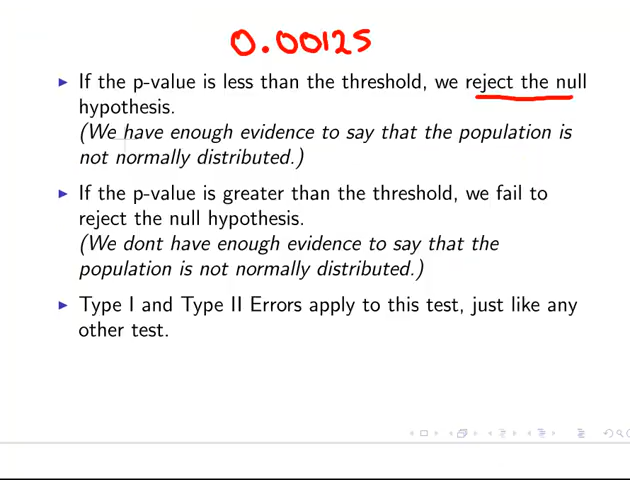 0.00125
If the p-value is less than the threshold, we reject the null
hypothesis.
(We have enough evidence to say that the population is
not normally distributed.)
If the p-value is greater than the threshold, we fail to
reject the null hypothesis.
(We dont have enough evidence to say that the
population is not normally distributed.)
Type I and Type II Errors apply to this test, just like any
other test.